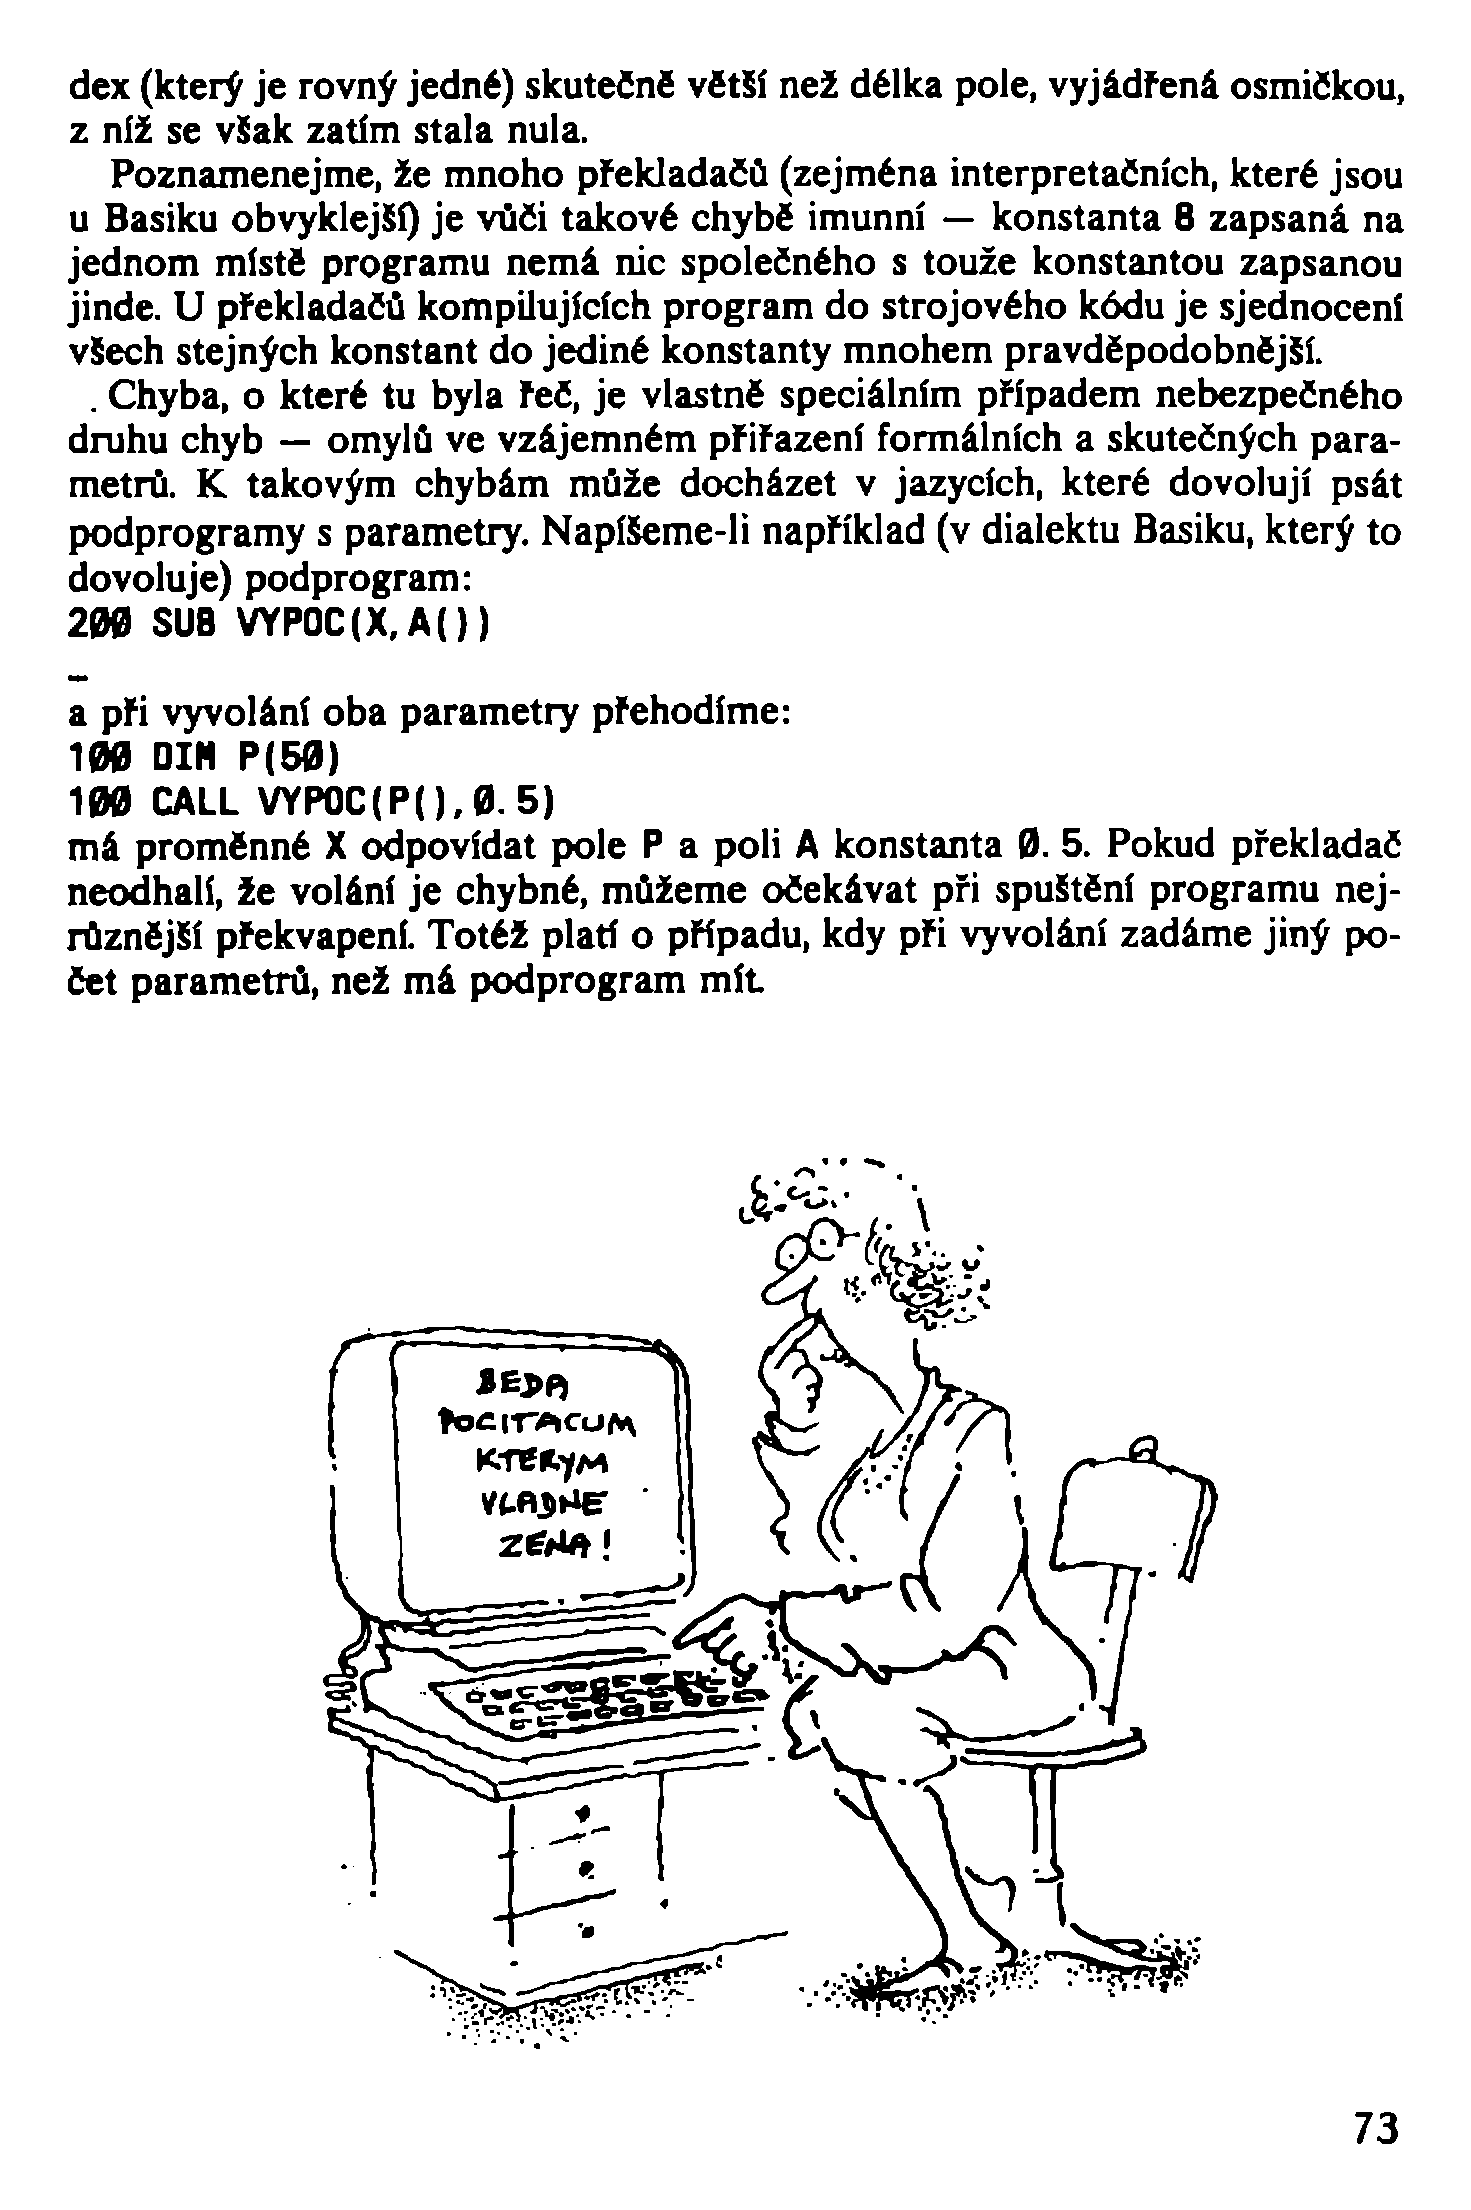 dex (který je rovný jedné) skutečně větší než délka pole, vyjádřená osmičkou,
z níž se však zatím stala nula.
Poznamenejme, že mnoho překladačů (zejména interpretačních, které jsou
u Basiku obvyklejší) je vůči takové chybě imunní — konstanta 8 zapsaná na
jednom místě programu nemá nic společného s touže konstantou zapsanou
jinde. U překladačů kompilujících program do strojového kódu je sjednocení
všech stejných konstant do jediné konstanty mnohem pravděpodobnější.
. Chyba, o které tu byla řeč, je vlastně speciálním případem nebezpečného
druhu chyb — omylů ve vzájemném přiřazení formálních a skutečných para-
metrů. K takovým chybám může docházet v jazycích, které dovolují psát
podprogramy s parametry. Napíšeme-li například (v dialektu Basiku, který to
dovoluje) podprogram:
200 SUB VYPOC(X,A())
—
a při vyvolání oba parametry přehodíme:
100 DIM P(50)
100 CALL VYPOC(P(),0.5)
má proměnné X odpovídat pole P a poli A konstanta 0.5. Pokud překladač
neodhalí, že volání je chybné, můžeme očekávat při spuštění programu nej-
různější překvapení. Totéž platí o případu, kdy při vyvolání zadáme jiný po-
čet parametrů, než má podprogram mít.
BEDA
POCITACUM
KTERYM
VLADNE
ZENA!
73